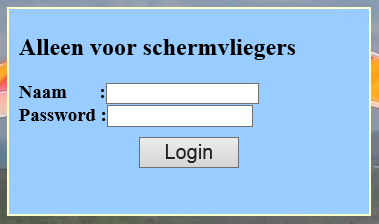 Alleen voor schermvliegers
Naam :
Password :
Login